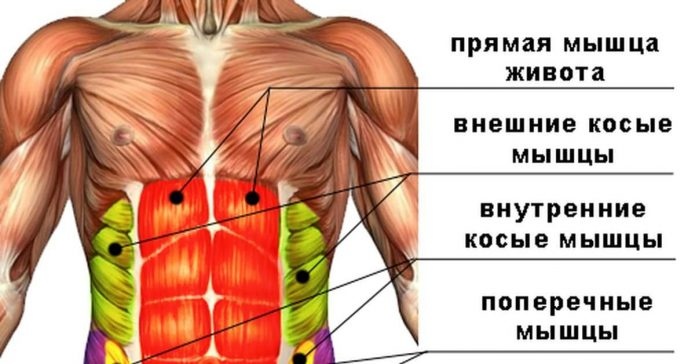 прямая мышца
живота
внешние косые
мышцы
внутренние
косые мышцы
поперечные
мышцы